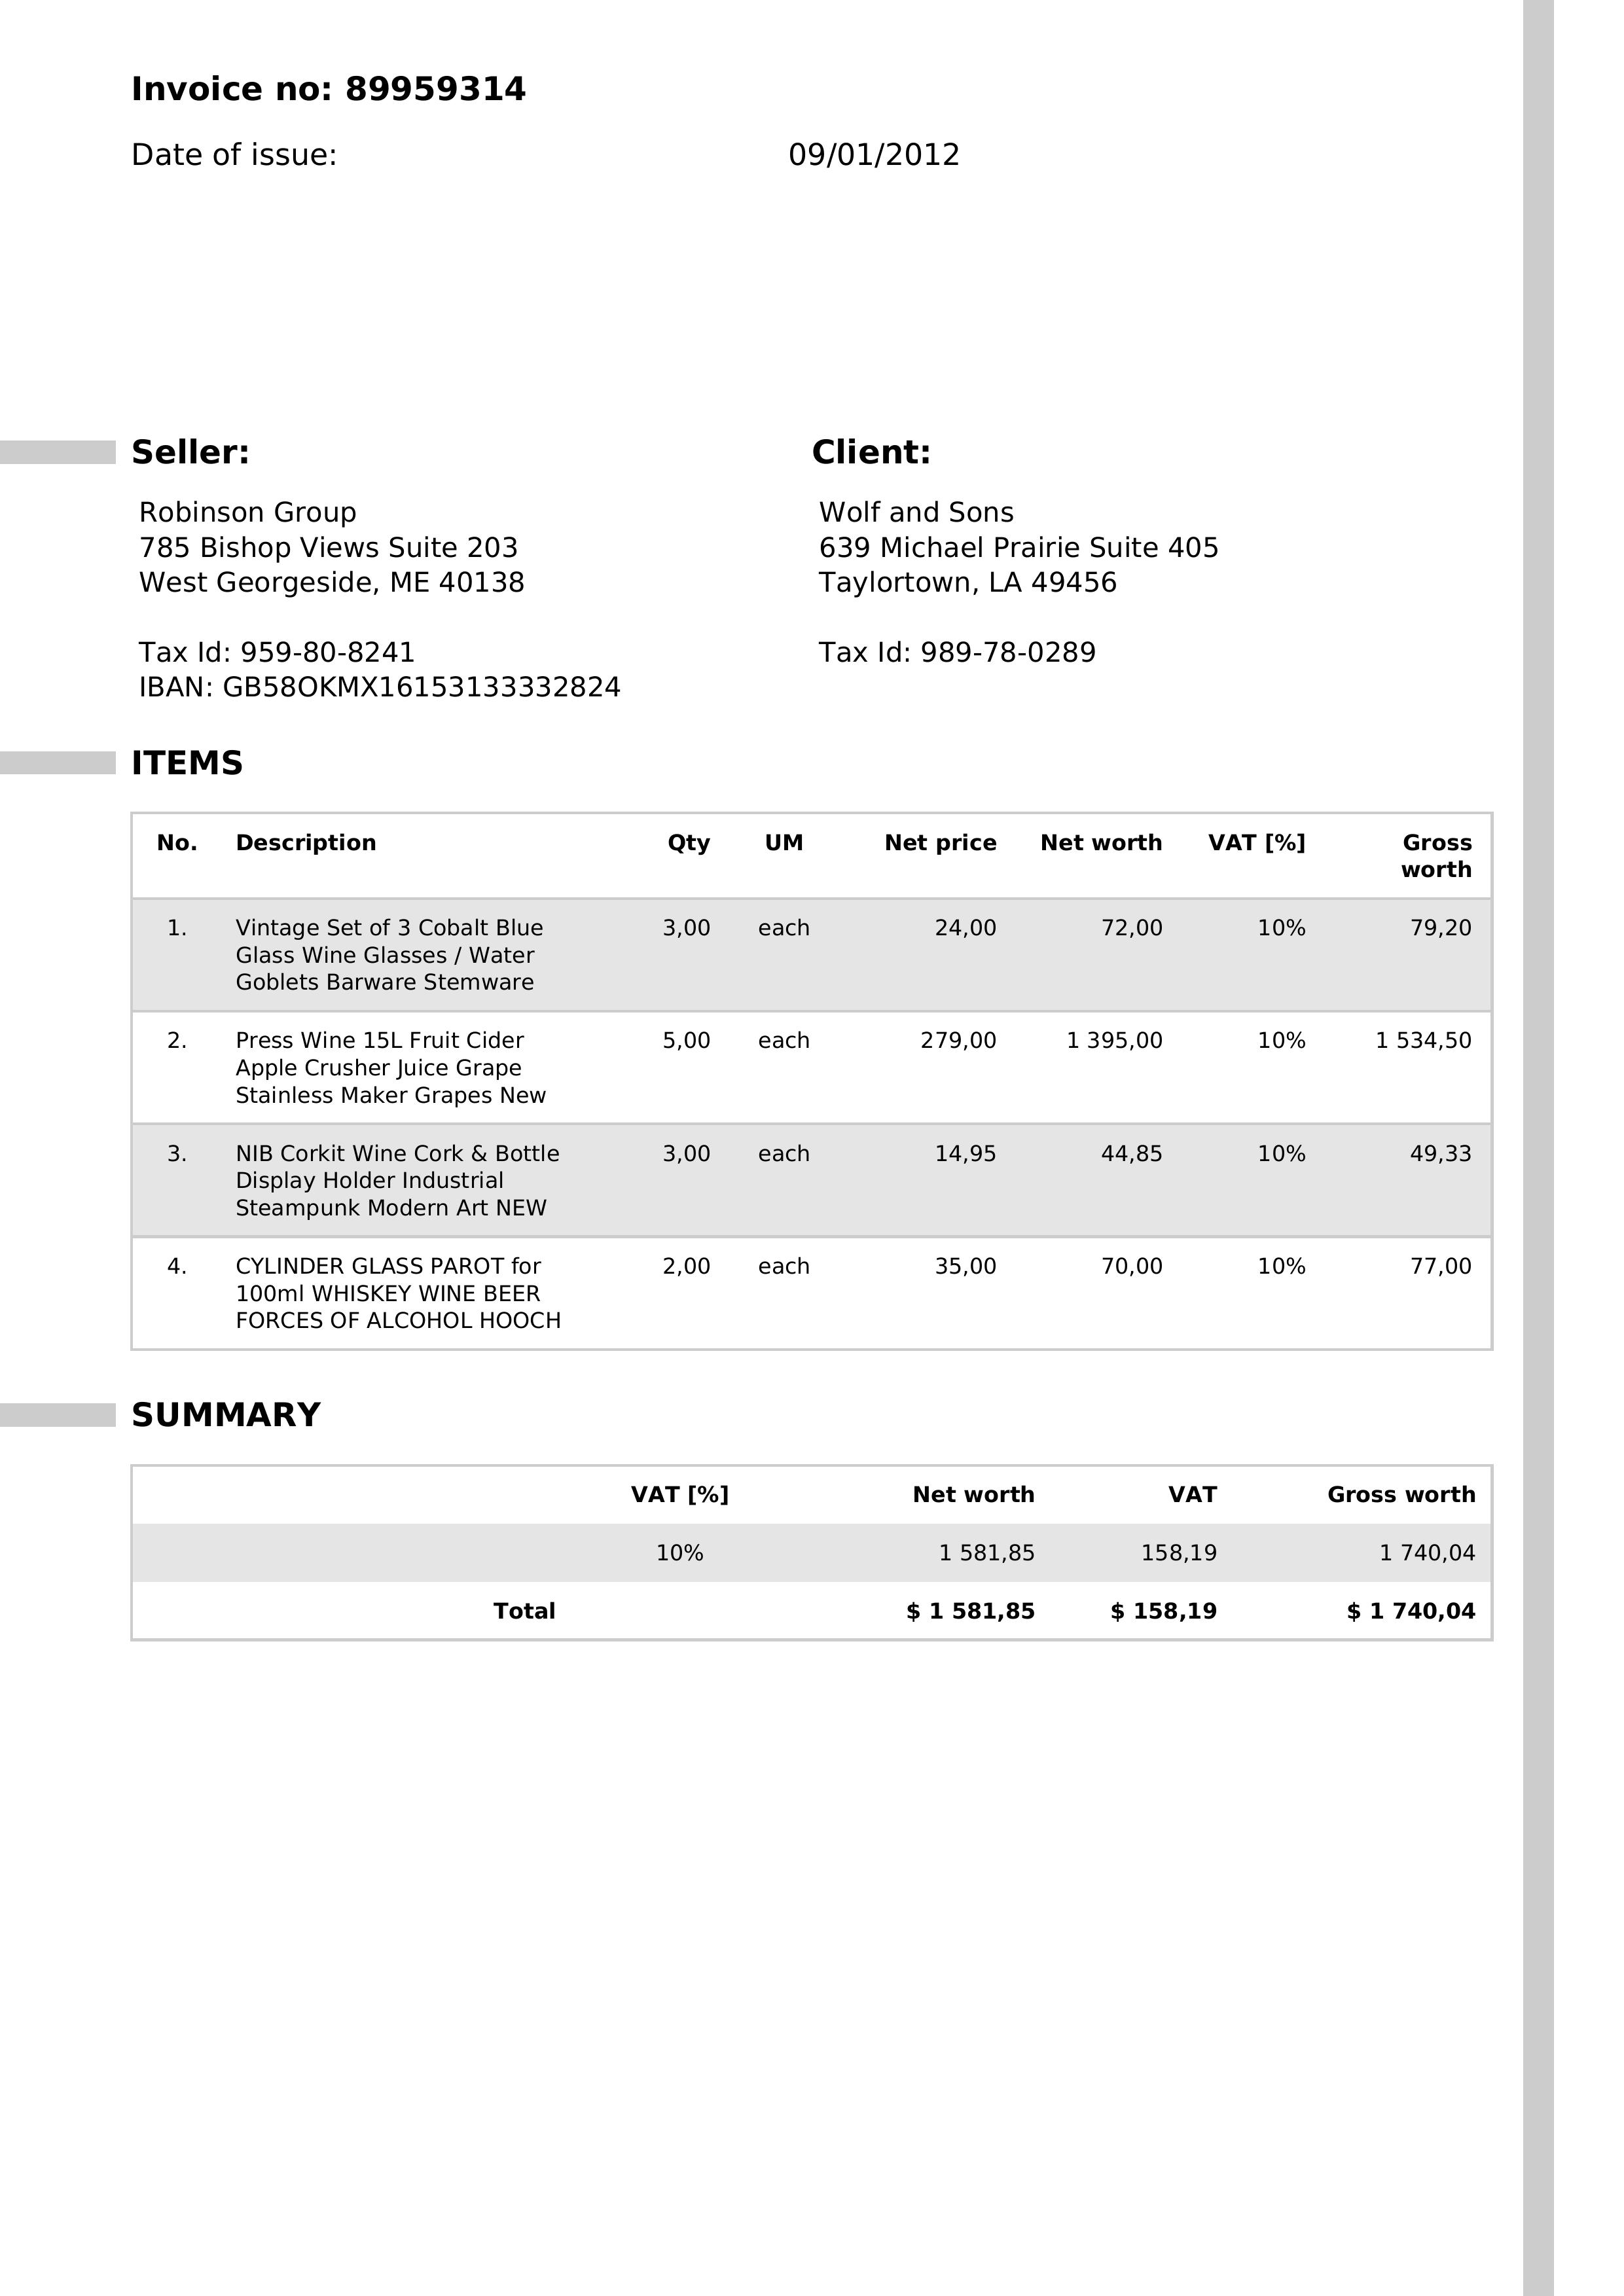 Invoice no: 89959314
Date of issue: 09/01/2012
Seller:
Robinson Group
785 Bishop Views Suite 203
West Georgeside, ME 40138
Tax Id: 959-80-8241
IBAN: GB58OKMX16153133332824
Client:
Wolf and Sons
639 Michael Prairie Suite 405
Taylortown, LA 49456
Tax Id: 989-78-0289
ITEMS
No. Description Qty UM Net price Net worth VAT [%] Gross
worth
1. Vintage Set of 3 Cobalt Blue 3,00 each 24,00 72,00 10% 79,20
Glass Wine Glasses / Water
Goblets Barware Stemware
2. Press Wine 15L Fruit Cider 5,00 each 279,00 1 395,00 10% 1 534,50
Apple Crusher Juice Grape
Stainless Maker Grapes New
3. NIB Corkit Wine Cork & Bottle 3,00 each 14,95 44,85 10% 49,33
Display Holder Industrial
Steampunk Modern Art NEW
4. CYLINDER GLASS PAROT for 2,00 each 35,00 70,00 10% 77,00
100ml WHISKEY WINE BEER
FORCES OF ALCOHOL HOOCH
SUMMARY
VAT [%] Net worth VAT Gross worth
10% 1 581,85 158,19 1 740,04
Total $ 1 581,85 $ 158,19 $ 1 740,04